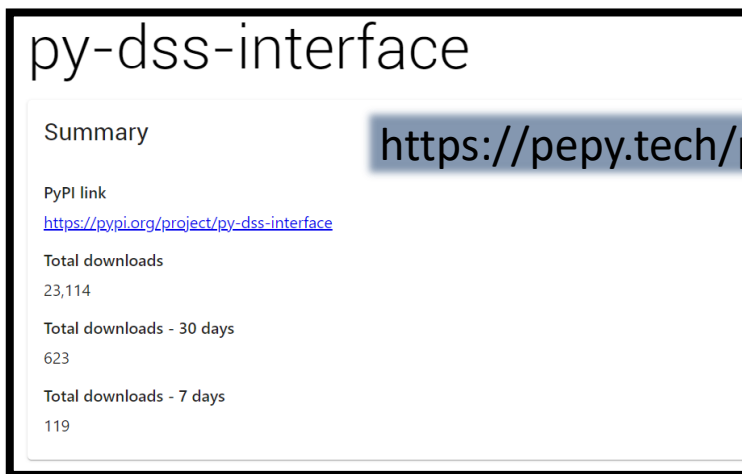 py-dss-interface
Summary
https://pepy.tech/
PyPI link
https://pypi.org/project/py-dss-interface
Total downloads
23,114
Total downloads - 30 days
623
Total downloads - 7 days
119